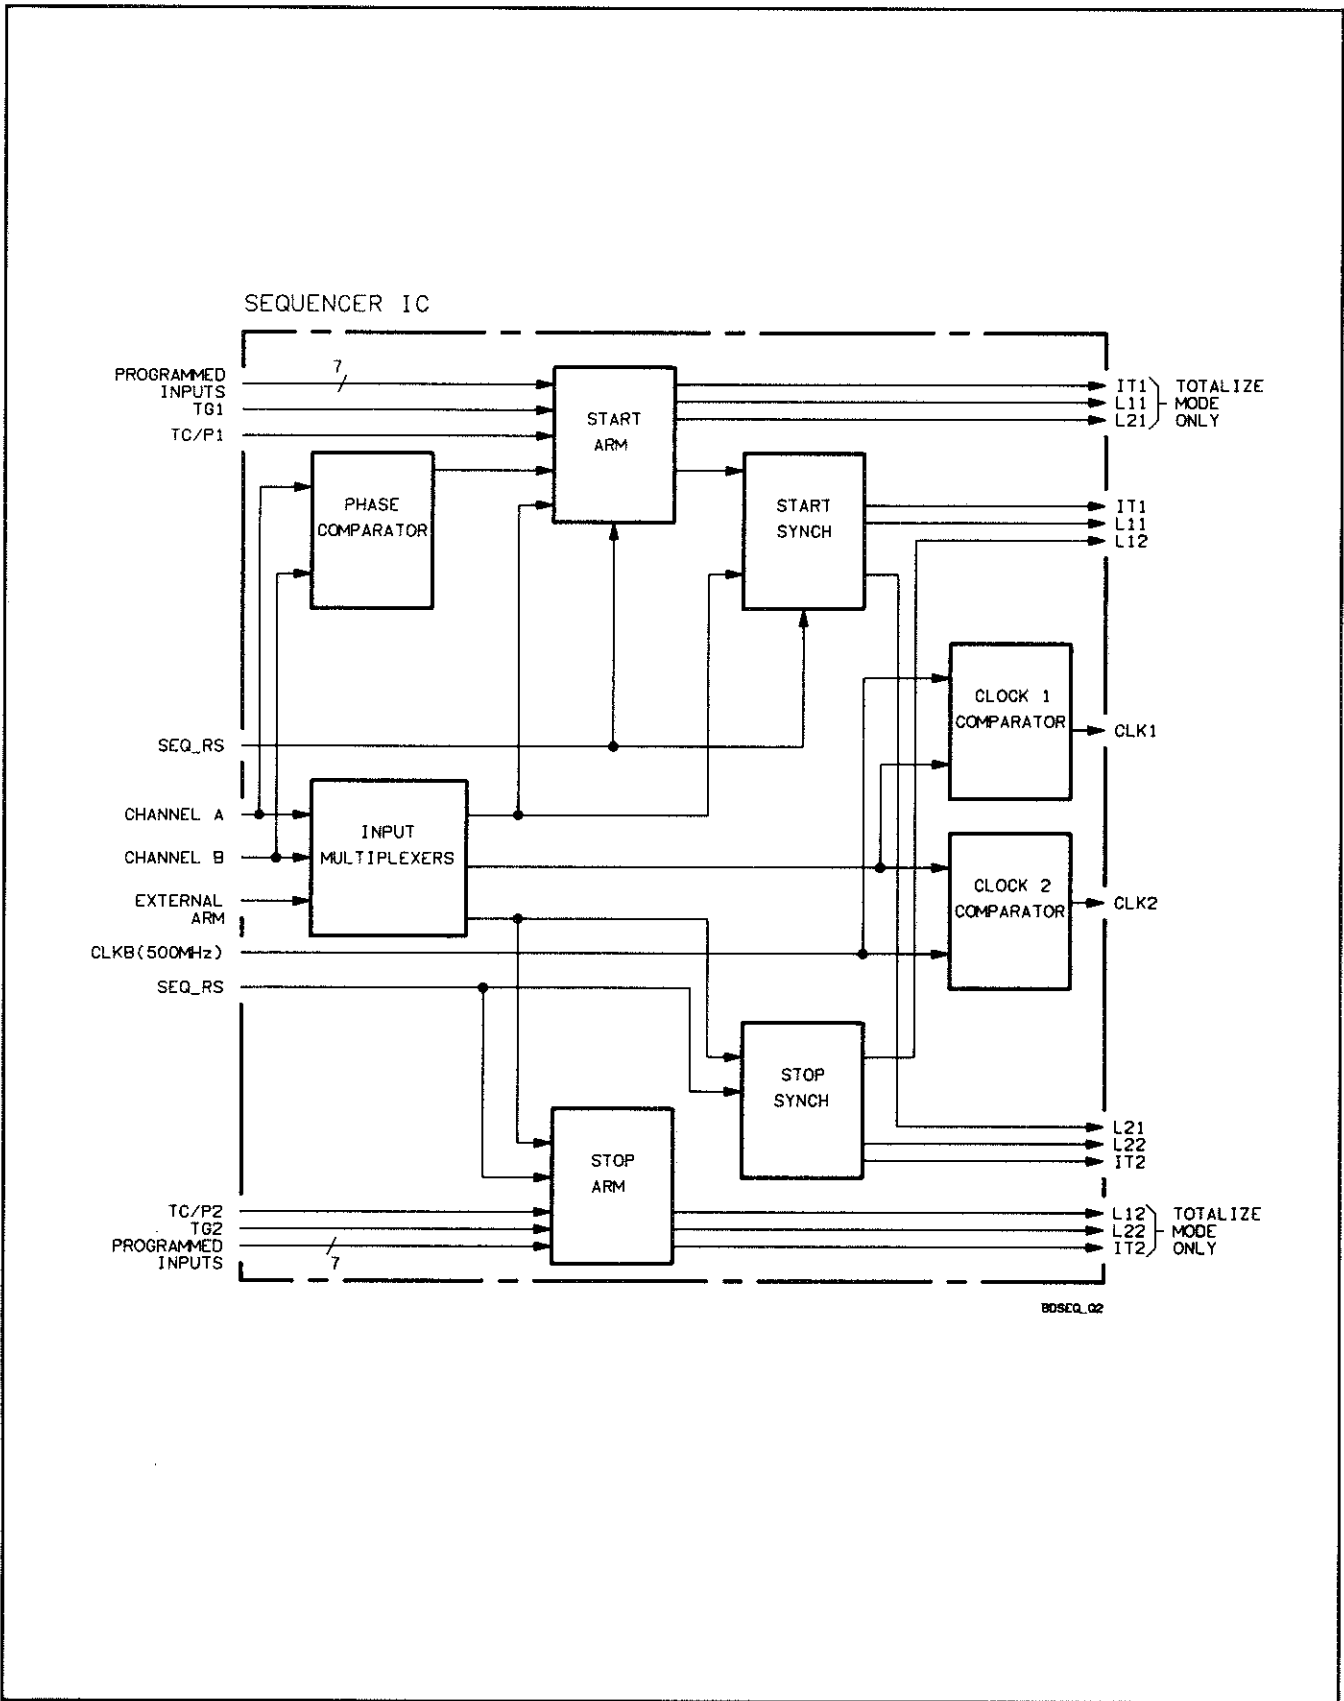 SEQUENCER IC
PROGRAMMED
INPUTS
7
TG1
TC/P1
START
ARM
IT1
L11
L21
TOTALIZE
MODE
ONLY
PHASE
COMPARATOR
START
SYNCH
IT1
L11
L12
CLOCK 1
COMPARATOR
CLK1
SEQ_RS
CHANNEL A
CHANNEL B
EXTERNAL
ARM
INPUT
MULTIPLEXERS
CLOCK 2
COMPARATOR
CLK2
CLKB(500MHz)
SEQ_RS
STOP
SYNCH
L21
L22
IT2
STOP
ARM
TC/P2
TG2
PROGRAMMED
INPUTS
7
L12
L22
IT2
TOTALIZE
MODE
ONLY
BDSEQ_Q2